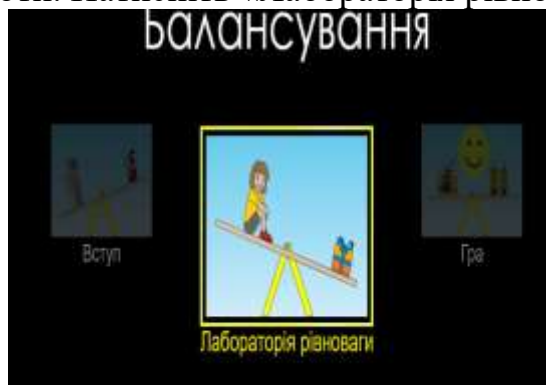 Балансування
Вступ
Гра
Лабораторія рівноваги